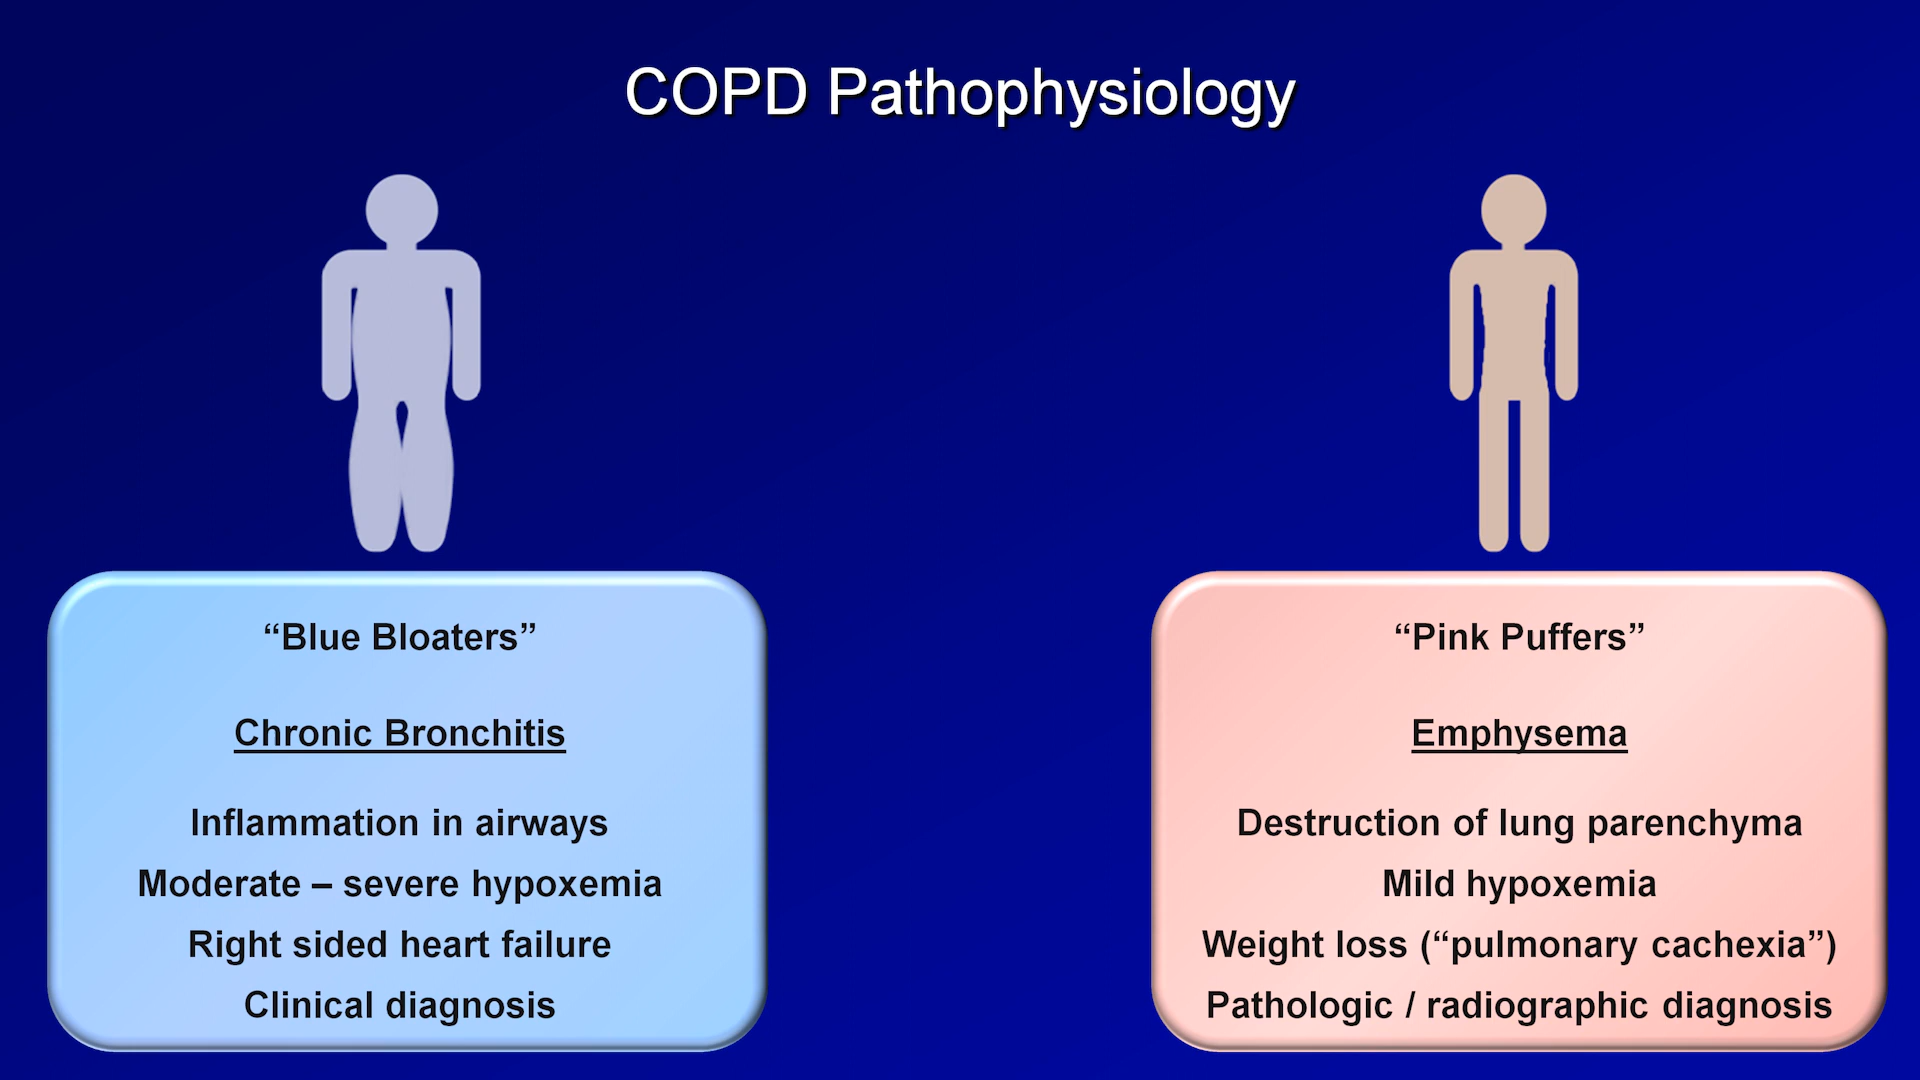 COPD Pathophysiology
“Blue Bloaters”
Chronic Bronchitis
Inflammation in airways
Moderate – severe hypoxemia
Right sided heart failure
Clinical diagnosis
“Pink Puffers”
Emphysema
Destruction of lung parenchyma
Mild hypoxemia
Weight loss (“pulmonary cachexia”)
Pathologic / radiographic diagnosis